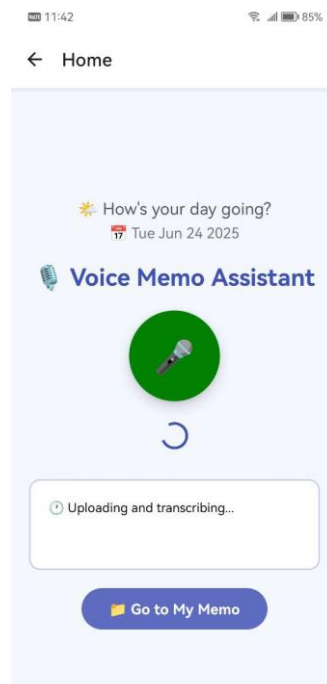 11:42 85%
← Home
🌤️ How's your day going?
📅 Tue Jun 24 2025
🎙️ Voice Memo Assistant
🕐 Uploading and transcribing...
📁 Go to My Memo